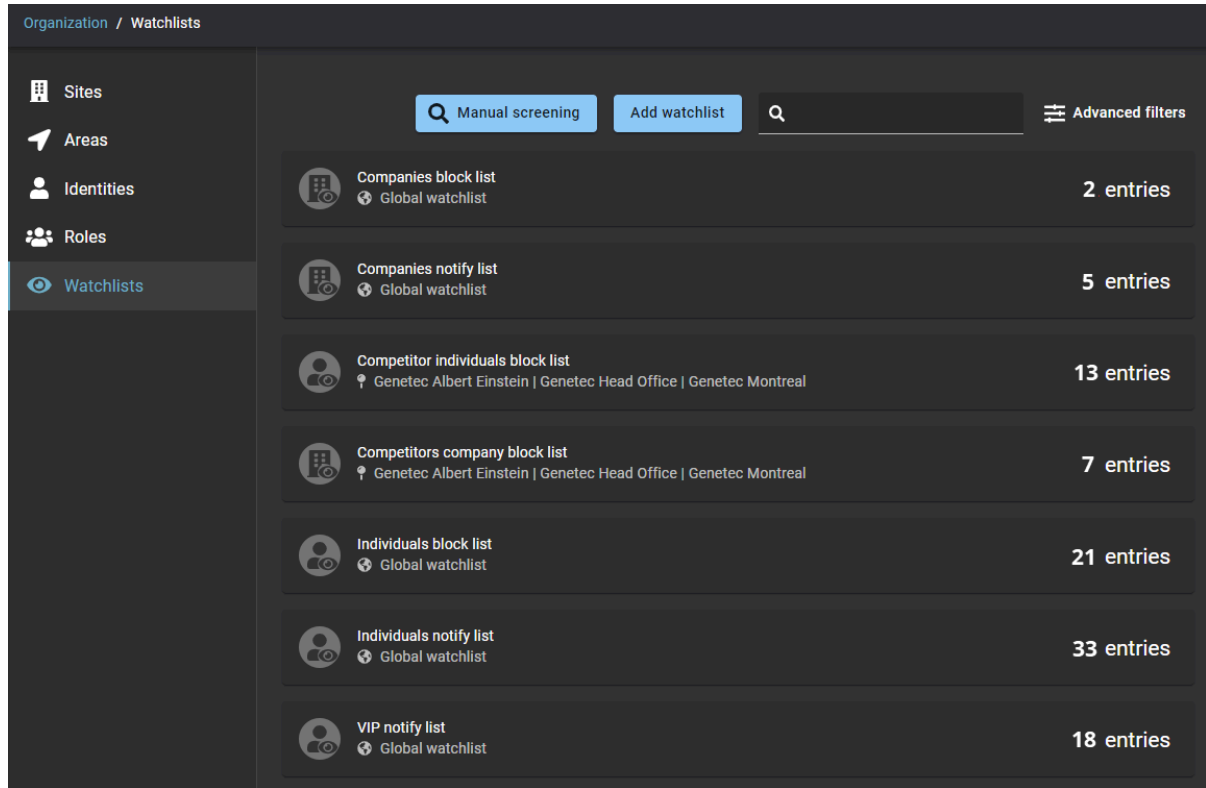 Organization / Watchlists
Sites
Areas
Identities
Roles
Watchlists
Manual screening
Add watchlist
Advanced filters
Companies block list
Global watchlist
2 entries
Companies notify list
Global watchlist
5 entries
Competitor individuals block list
Genetec Albert Einstein | Genetec Head Office | Genetec Montreal
13 entries
Competitors company block list
Genetec Albert Einstein | Genetec Head Office | Genetec Montreal
7 entries
Individuals block list
Global watchlist
21 entries
Individuals notify list
Global watchlist
33 entries
VIP notify list
Global watchlist
18 entries